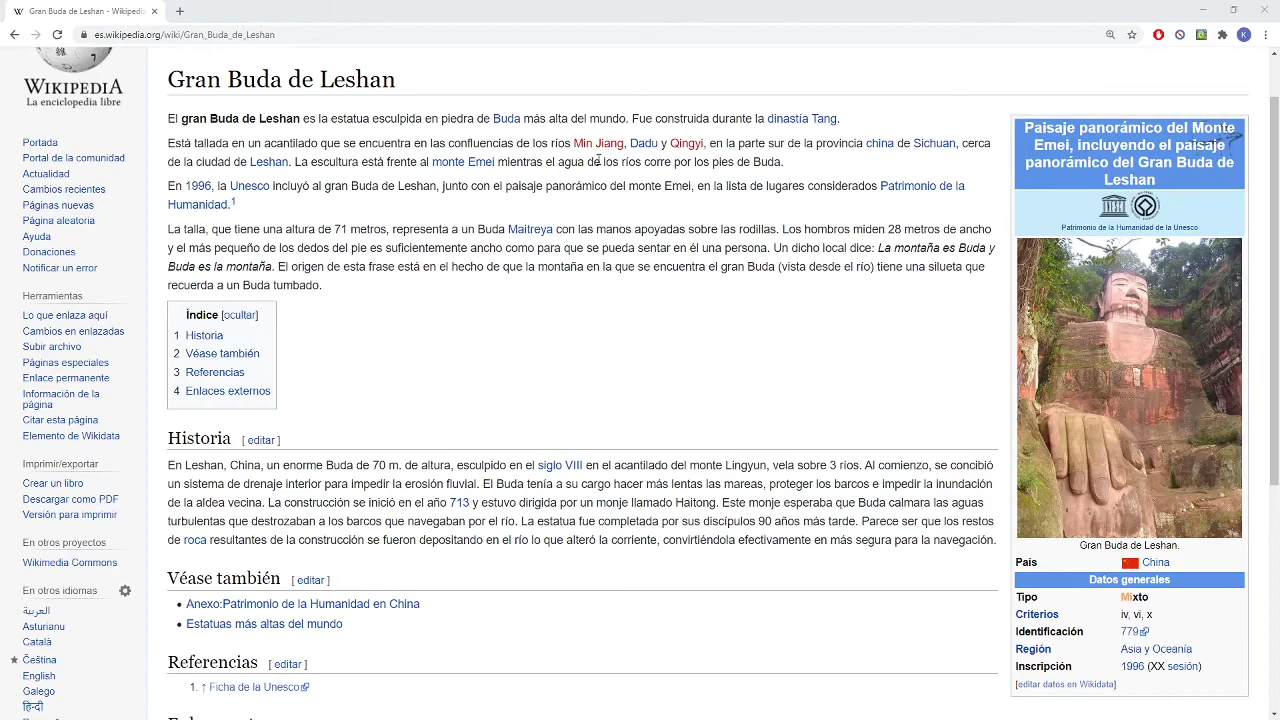 Gran Buda de Leshan - Wikipedi
es.wikipedia.org/wiki/Gran_Buda_de_Leshan
K
WIKIPEDIA
La enciclopedia libre
Portada
Portal de la comunidad
Actualidad
Cambios recientes
Páginas nuevas
Página aleatoria
Ayuda
Donaciones
Notificar un error
Herramientas
Lo que enlaza aquí
Cambios en enlazadas
Subir archivo
Páginas especiales
Enlace permanente
Información de la
página
Citar esta página
Elemento de Wikidata
Imprimir/exportar
Crear un libro
Descargar como PDF
Versión para imprimir
En otros proyectos
Wikimedia Commons
En otros idiomas
العربية
Asturianu
Català
Čeština
English
Galego
हिन्दी
Gran Buda de Leshan
El gran Buda de Leshan es la estatua esculpida en piedra de Buda más alta del mundo. Fue construida durante la dinastía Tang.
Está tallada en un acantilado que se encuentra en las confluencias de los ríos Min Jiang, Dadu y Qingyi, en la parte sur de la provincia china de Sichuan, cerca
de la ciudad de Leshan. La escultura está frente al monte Emei mientras el agua de los ríos corre por los pies de Buda.
En 1996, la Unesco incluyó al gran Buda de Leshan, junto con el paisaje panorámico del monte Emei, en la lista de lugares considerados Patrimonio de la
Humanidad.1
La talla, que tiene una altura de 71 metros, representa a un Buda Maitreya con las manos apoyadas sobre las rodillas. Los hombros miden 28 metros de ancho
y el más pequeño de los dedos del pie es suficientemente ancho como para que se pueda sentar en él una persona. Un dicho local dice: La montaña es Buda y
Buda es la montaña. El origen de esta frase está en el hecho de que la montaña en la que se encuentra el gran Buda (vista desde el río) tiene una silueta que
recuerda a un Buda tumbado.
Índice [ocultar]
1 Historia
2 Véase también
3 Referencias
4 Enlaces externos
Historia [ editar ]
En Leshan, China, un enorme Buda de 70 m. de altura, esculpido en el siglo VIII en el acantilado del monte Lingyun, vela sobre 3 ríos. Al comienzo, se concibió
un sistema de drenaje interior para impedir la erosión fluvial. El Buda tenía a su cargo hacer más lentas las mareas, proteger los barcos e impedir la inundación
de la aldea vecina. La construcción se inició en el año 713 y estuvo dirigida por un monje llamado Haitong. Este monje esperaba que Buda calmara las aguas
turbulentas que destrozaban a los barcos que navegaban por el río. La estatua fue completada por sus discípulos 90 años más tarde. Parece ser que los restos
de roca resultantes de la construcción se fueron depositando en el río lo que alteró la corriente, convirtiéndola efectivamente en más segura para la navegación.
Véase también [ editar ]
• Anexo:Patrimonio de la Humanidad en China
• Estatuas más altas del mundo
Referencias [ editar ]
1. ↑ Ficha de la Unesco
Paisaje panorámico del Monte
Emei, incluyendo el paisaje
panorámico del Gran Buda de
Leshan
Patrimonio de la Humanidad de la Unesco
Gran Buda de Leshan.
País China
Datos generales
Tipo Mixto
Criterios iv, vi, x
Identificación 779
Región Asia y Oceanía
Inscripción 1996 (XX sesión)
[editar datos en Wikidata]